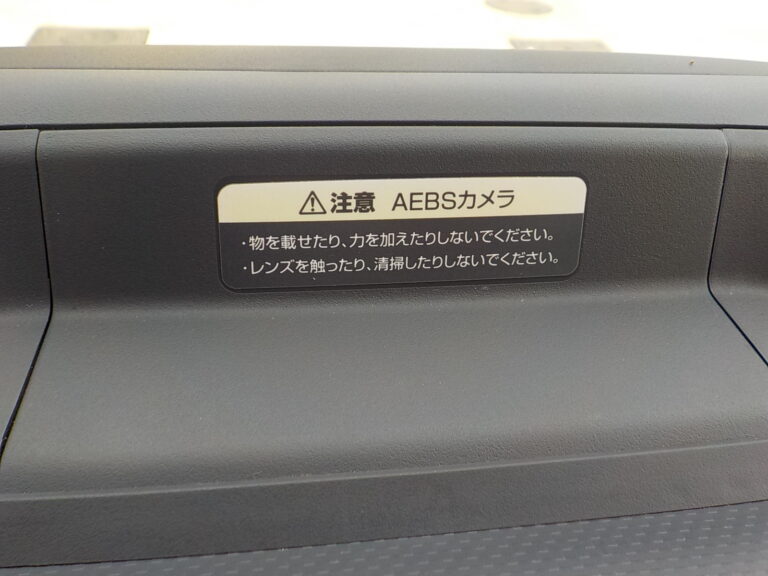 ⚠注意 AEBSカメラ
・物を載せたり、力を加えたりしないでください。
・レンズを触ったり、清掃したりしないでください。